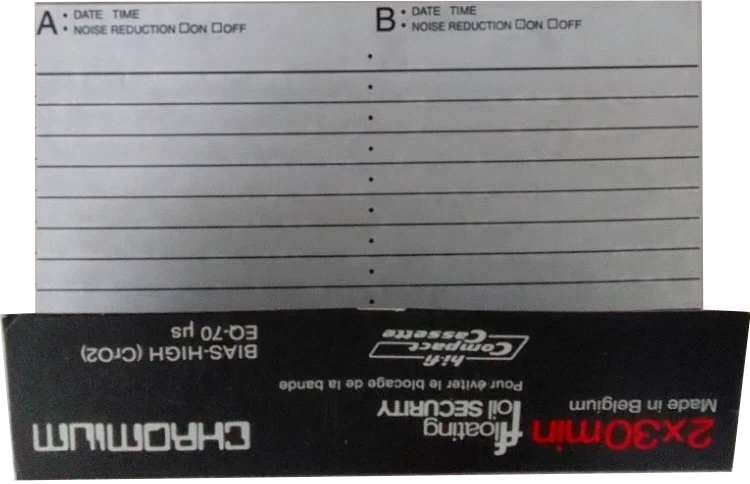 A • DATE TIME
• NOISE REDUCTION ☐ON ☐OFF
B • DATE TIME
• NOISE REDUCTION ☐ON ☐OFF
2x30min
Made in Belgium
floating
foil SECURITY
Pour éviter le blocage de la bande
hi-fi
Compact
Cassette
CHROMIUM
BIAS-HIGH (CrO2)
EQ-70 µs